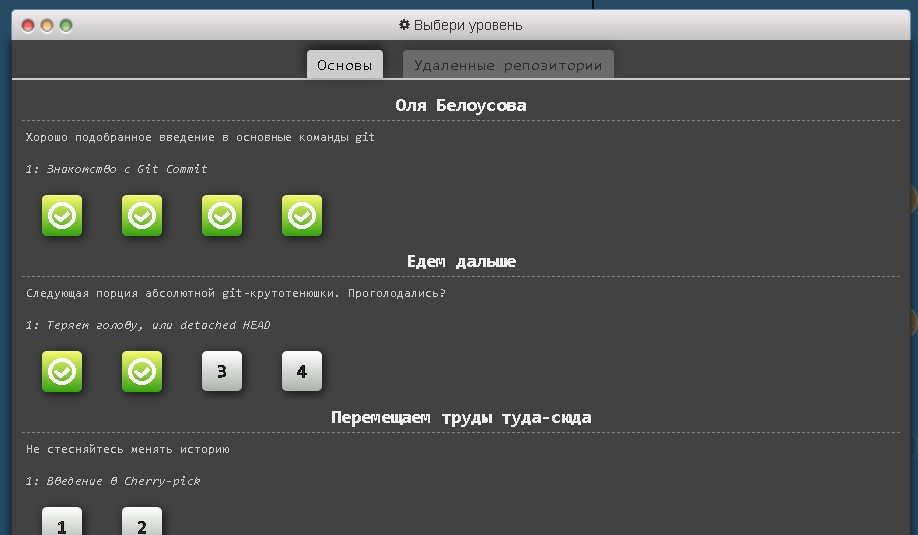 Выбери уровень
Основы Удаленные репозитории
Оля Белоусова
Хорошо подобранное введение в основные команды git
1: Знакомство с Git Commit
Едем дальше
Следующая порция абсолютной git-крутотенюшки. Проголодались?
1: Теряем голову, или detached HEAD
3 4
Перемещаем труды туда-сюда
Не стесняйтесь менять историю
1: Введение в Cherry-pick
1 2